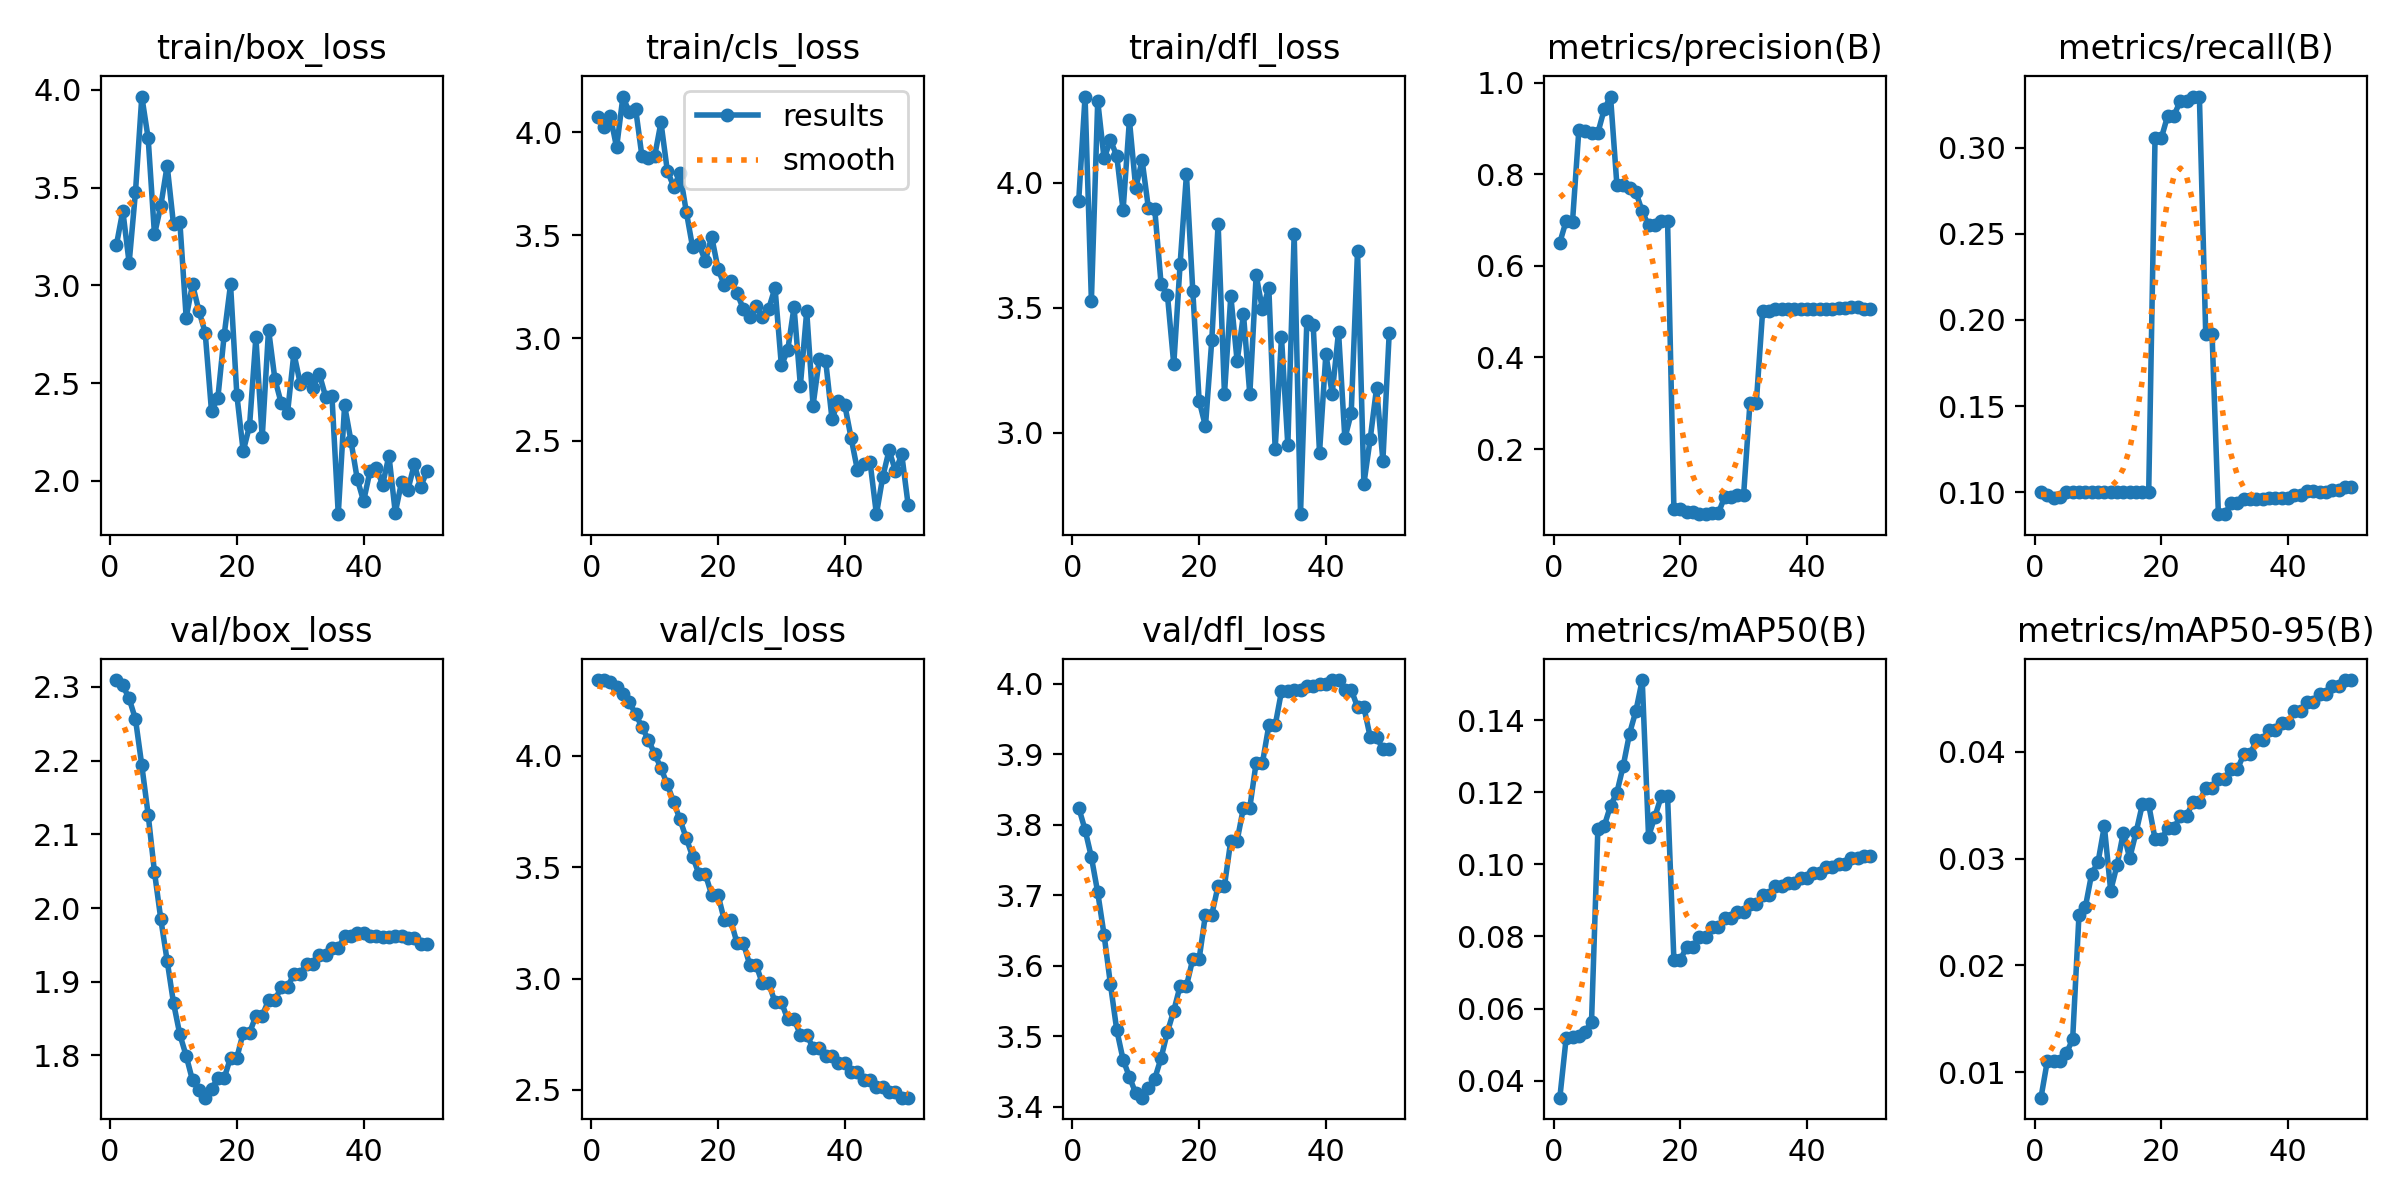 train/box_loss
4.0
3.5
3.0
2.5
2.0
0 20 40
train/cls_loss
results
smooth
4.0
3.5
3.0
2.5
0 20 40
train/dfl_loss
4.0
3.5
3.0
0 20 40
metrics/precision(B)
1.0
0.8
0.6
0.4
0.2
0 20 40
metrics/recall(B)
0.30
0.25
0.20
0.15
0.10
0 20 40
val/box_loss
2.3
2.2
2.1
2.0
1.9
1.8
0 20 40
val/cls_loss
4.0
3.5
3.0
2.5
0 20 40
val/dfl_loss
4.0
3.9
3.8
3.7
3.6
3.5
3.4
0 20 40
metrics/mAP50(B)
0.14
0.12
0.10
0.08
0.06
0.04
0 20 40
metrics/mAP50-95(B)
0.04
0.03
0.02
0.01
0 20 40